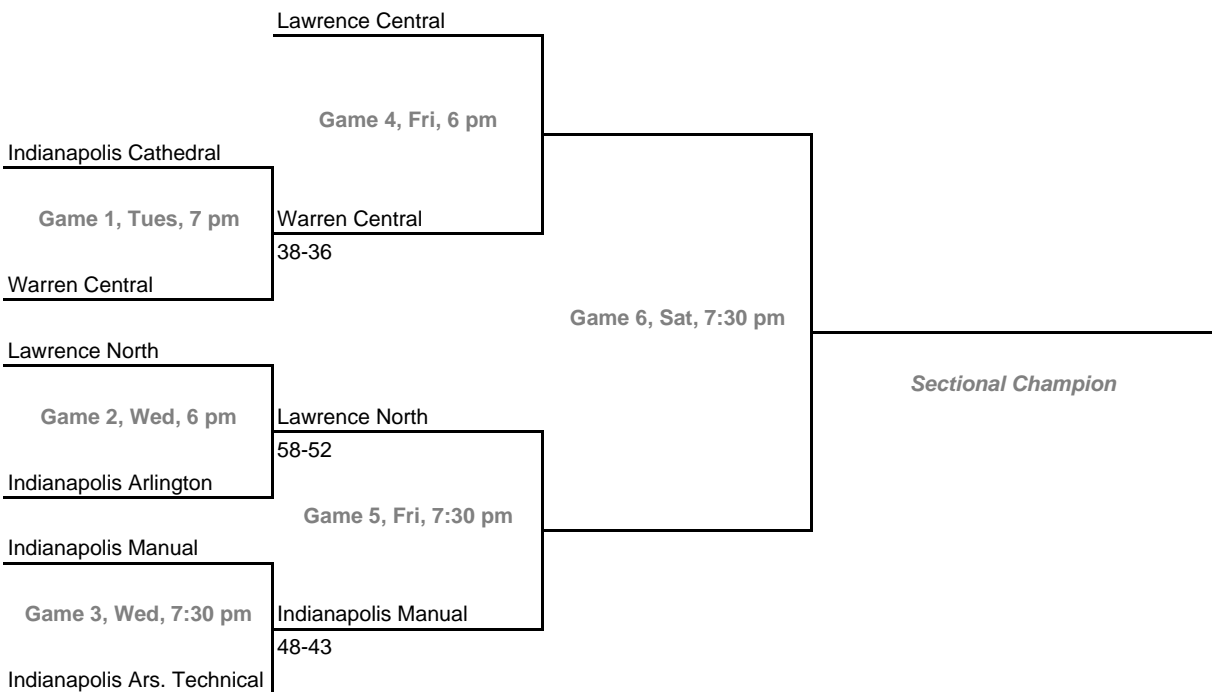 Lawrence Central
Game 4, Fri, 6 pm
Indianapolis Cathedral
Game 1, Tues, 7 pm
Warren Central
38-36
Warren Central
Game 6, Sat, 7:30 pm
Lawrence North
Sectional Champion
Game 2, Wed, 6 pm
Lawrence North
58-52
Indianapolis Arlington
Game 5, Fri, 7:30 pm
Indianapolis Manual
Game 3, Wed, 7:30 pm
Indianapolis Manual
48-43
Indianapolis Ars. Technical